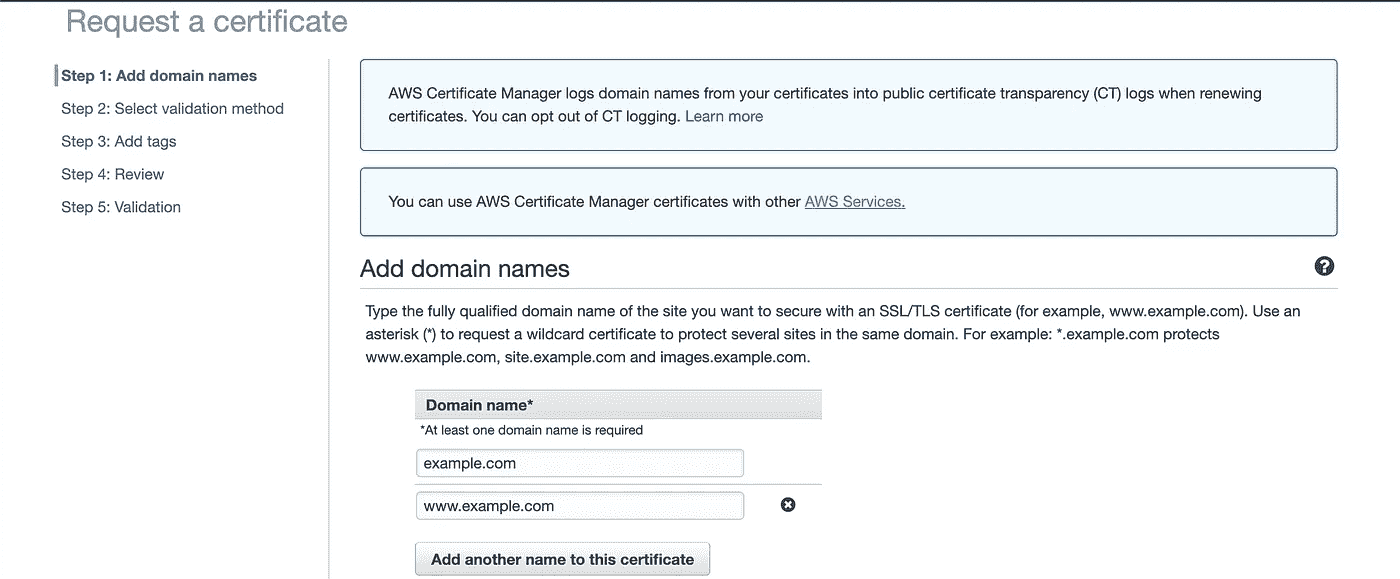 Request a certificate
Step 1: Add domain names
Step 2: Select validation method
Step 3: Add tags
Step 4: Review
Step 5: Validation
AWS Certificate Manager logs domain names from your certificates into public certificate transparency (CT) logs when renewing
certificates. You can opt out of CT logging. Learn more
You can use AWS Certificate Manager certificates with other AWS Services.
Add domain names
?
Type the fully qualified domain name of the site you want to secure with an SSL/TLS certificate (for example, www.example.com). Use an
asterisk (*) to request a wildcard certificate to protect several sites in the same domain. For example: *.example.com protects
www.example.com, site.example.com and images.example.com.
Domain name*
*At least one domain name is required
example.com
www.example.com
Add another name to this certificate